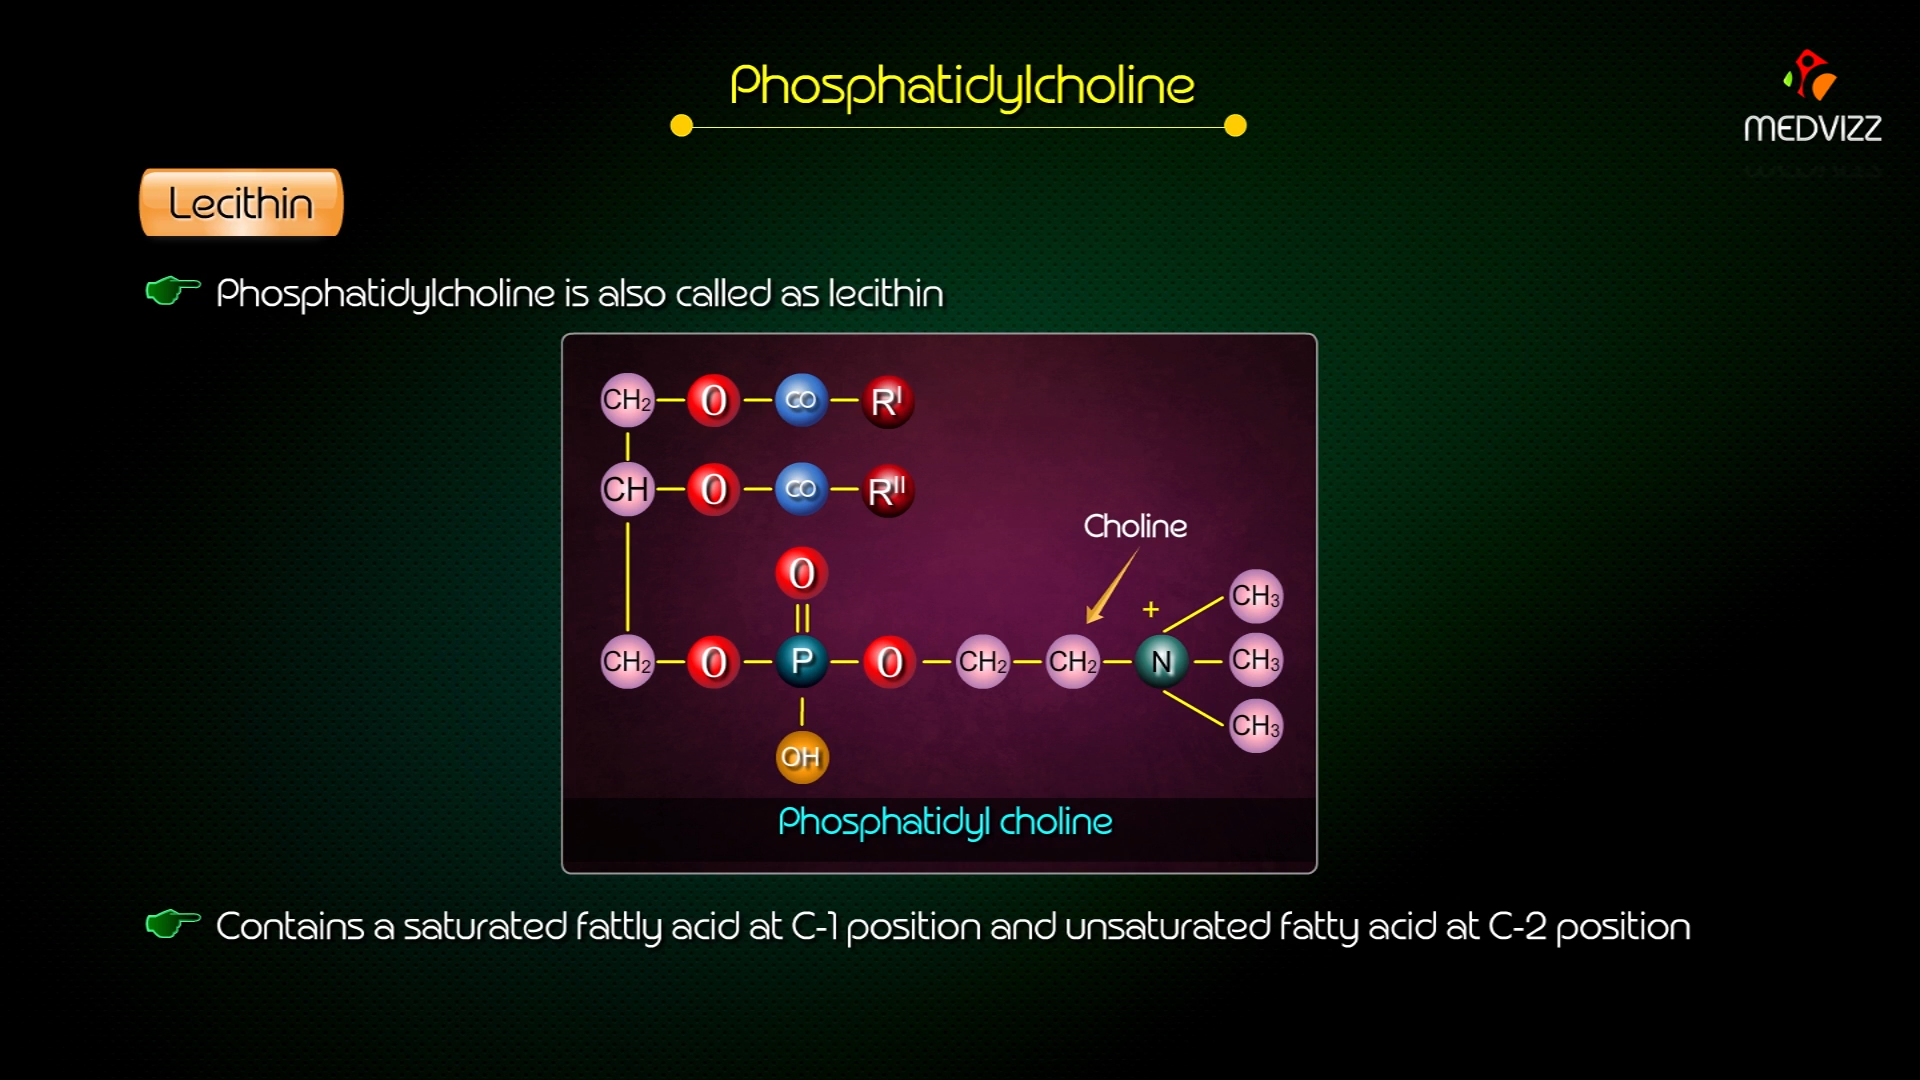 Phosphatidylcholine
MEDVIZZ
Lecithin
Phosphatidylcholine is also called as lecithin
CH₂ O CO Rᴵ
CH O CO Rᴵᴵ
Choline
O
+
CH₃
CH₂ O P O CH₂ CH₂ N CH₃
CH₃
OH
Phosphatidyl choline
Contains a saturated fattly acid at C-1 position and unsaturated fatty acid at C-2 position